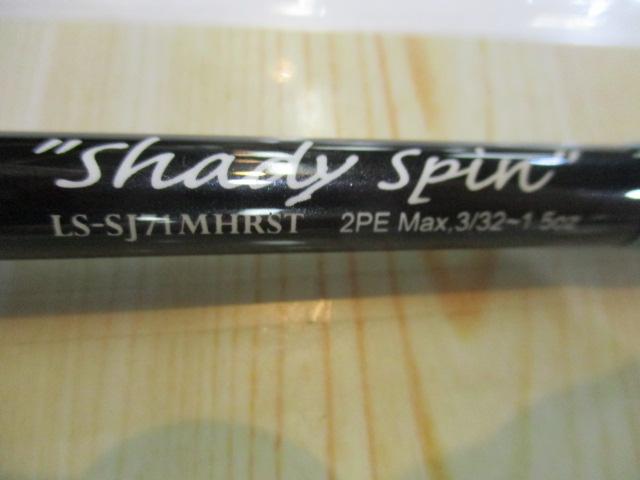 "Shady Spin"
LS-SJ71MHRST 2PE Max,3/32~1.5oz